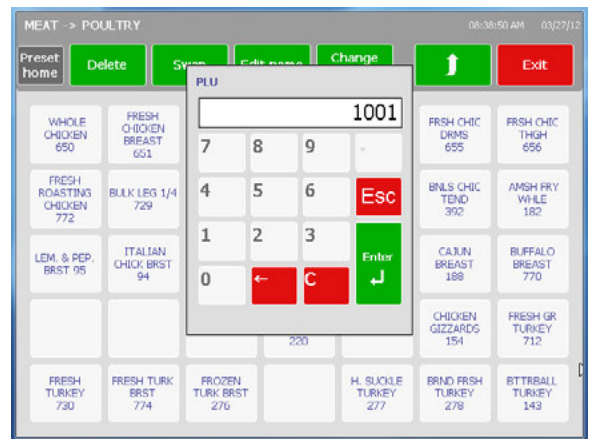 MEAT -> POULTRY
08:38:50 AM 03/27/12
Preset
home
Delete
Change
Exit
PLU
1001
7 8 9 .
4 5 6 Esc
1 2 3 Enter
0 ← C
WHOLE
CHICKEN
650
FRESH
CHICKEN
BREAST
651
FRSH CHIC
DRMS
655
FRSH CHIC
THGH
656
FRESH
ROASTING
CHICKEN
772
BULK LEG 1/4
729
BNLS CHIC
TEND
392
AMSH FRY
WHLE
182
LEM. & PEP.
BRST 95
ITALIAN
CHICK BRST
94
CAJUN
BREAST
188
BUFFALO
BREAST
770
220
CHICKEN
GIZZARDS
154
FRESH GR
TURKEY
712
FRESH
TURKEY
730
FRESH TURK
BRST
774
FROZEN
TURK BRST
276
H. SUCKLE
TURKEY
277
BRND FRSH
TURKEY
278
BTTRBALL
TURKEY
143